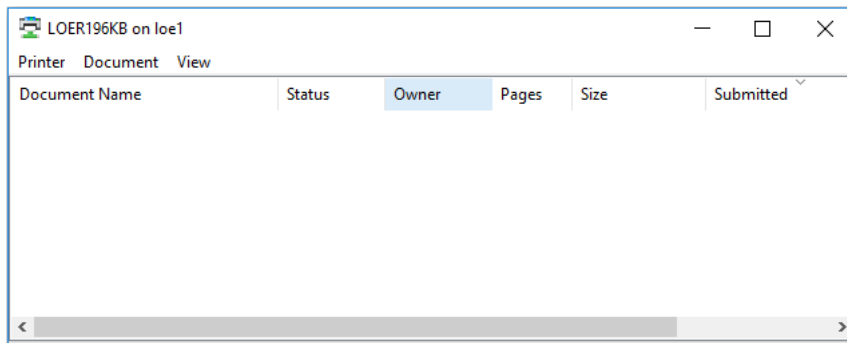 LOER196KB on loe1
Printer Document View
Document Name Status Owner Pages Size Submitted